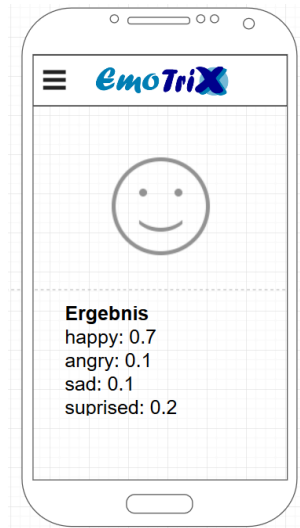 EmoTriX
Ergebnis
happy: 0.7
angry: 0.1
sad: 0.1
suprised: 0.2